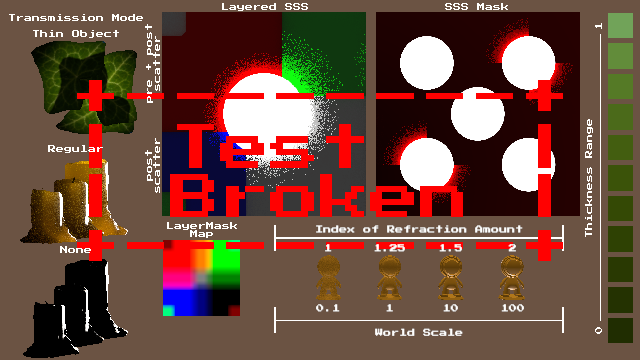 Transmission Mode
Thin Object
Regular
None
Layered SSS
Pre + Post
scatter
Post
scatter
SSS Mask
Test
Broken
LayerMask
Map
Index of Refraction Amount
1 1.25 1.5 2
0.1 1 10 100
World Scale
1
Thickness Range
0